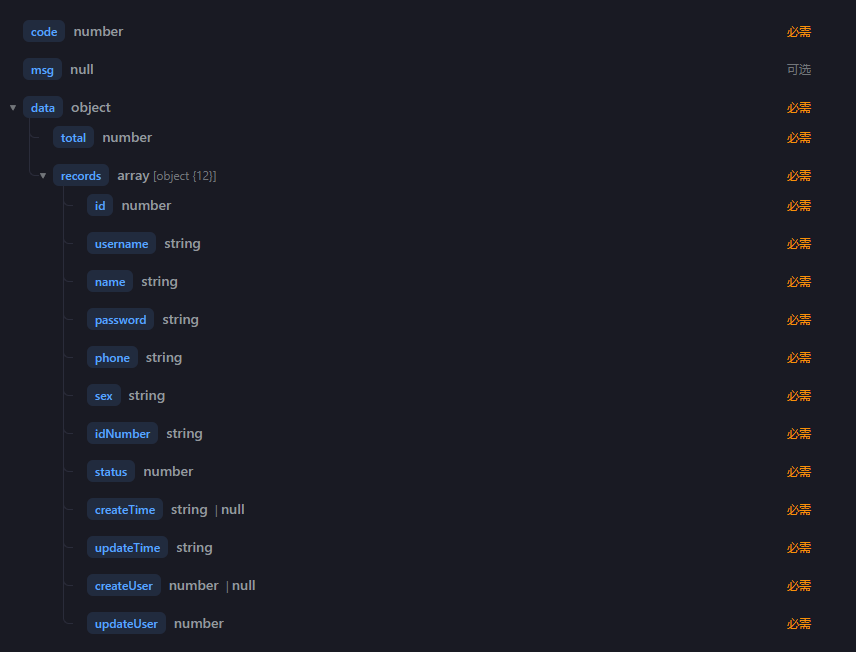 code number 必需
msg null 可选
data object 必需
total number 必需
records array [object {12}] 必需
id number 必需
username string 必需
name string 必需
password string 必需
phone string 必需
sex string 必需
idNumber string 必需
status number 必需
createTime string | null 必需
updateTime string 必需
createUser number | null 必需
updateUser number 必需